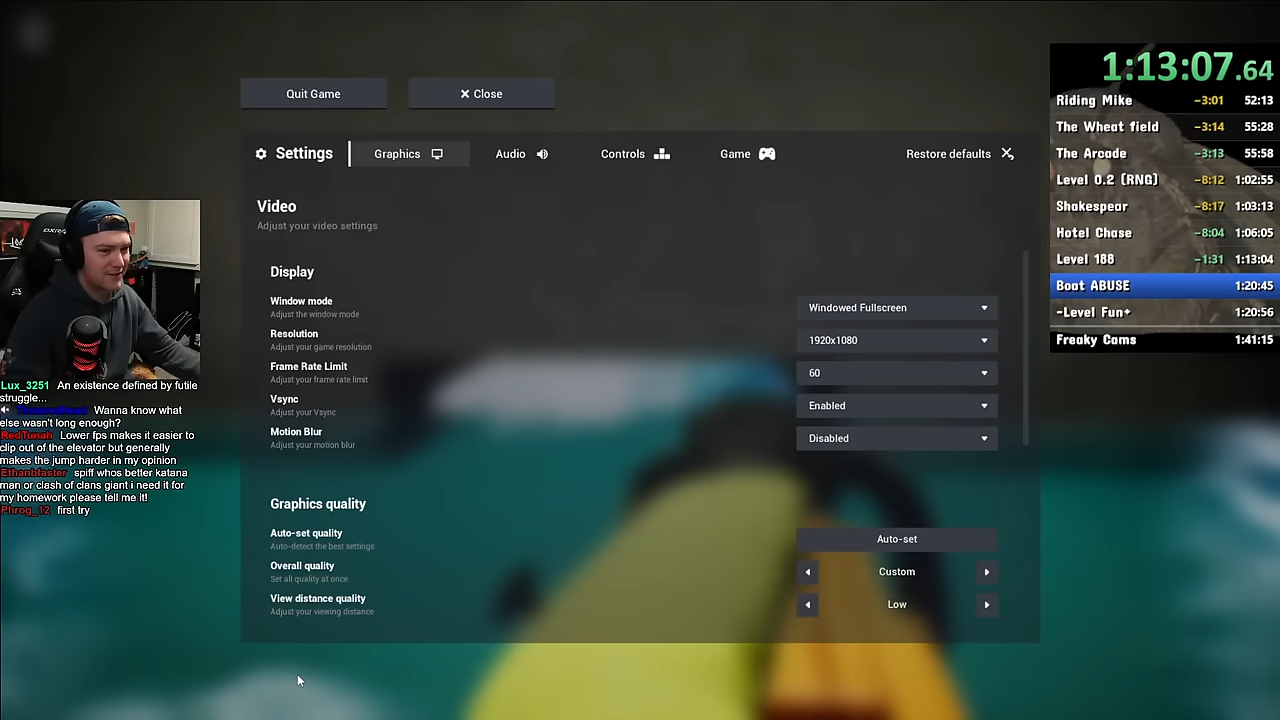 Quit Game
Close
Settings
Graphics
Audio
Controls
Game
Restore defaults
Video
Adjust your video settings
Display
Window mode
Adjust the window mode
Windowed Fullscreen
Resolution
Adjust your game resolution
1920x1080
Frame Rate Limit
Adjust your frame rate limit
60
Vsync
Adjust your Vsync
Enabled
Motion Blur
Adjust your motion blur
Disabled
Graphics quality
Auto-set quality
Auto-detect the best settings
Auto-set
Overall quality
Set all quality at once
Custom
View distance quality
Adjust your viewing distance
Low
1:13:07.64
Riding Mike -3:01 52:13
The Wheat field -3:14 55:28
The Arcade -3:13 55:58
Level 0.2 (RNG) -8:12 1:02:55
Shakespear -8:17 1:03:13
Hotel Chase -8:04 1:06:05
Level 188 -1:31 1:13:04
Boat ABUSE 1:20:45
-Level Fun+ 1:20:56
Freaky Cams 1:41:15
Lux_3251 An existence defined by futile
struggle...
Wanna know what
else wasn't long enough?
RedTunah Lower fps makes it easier to
clip out of the elevator but generally
makes the jump harder in my opinion
Ethanblaster spiff whos better katana
man or clash of clans giant i need it for
my homework please tell me it!
Phrog_12 first try